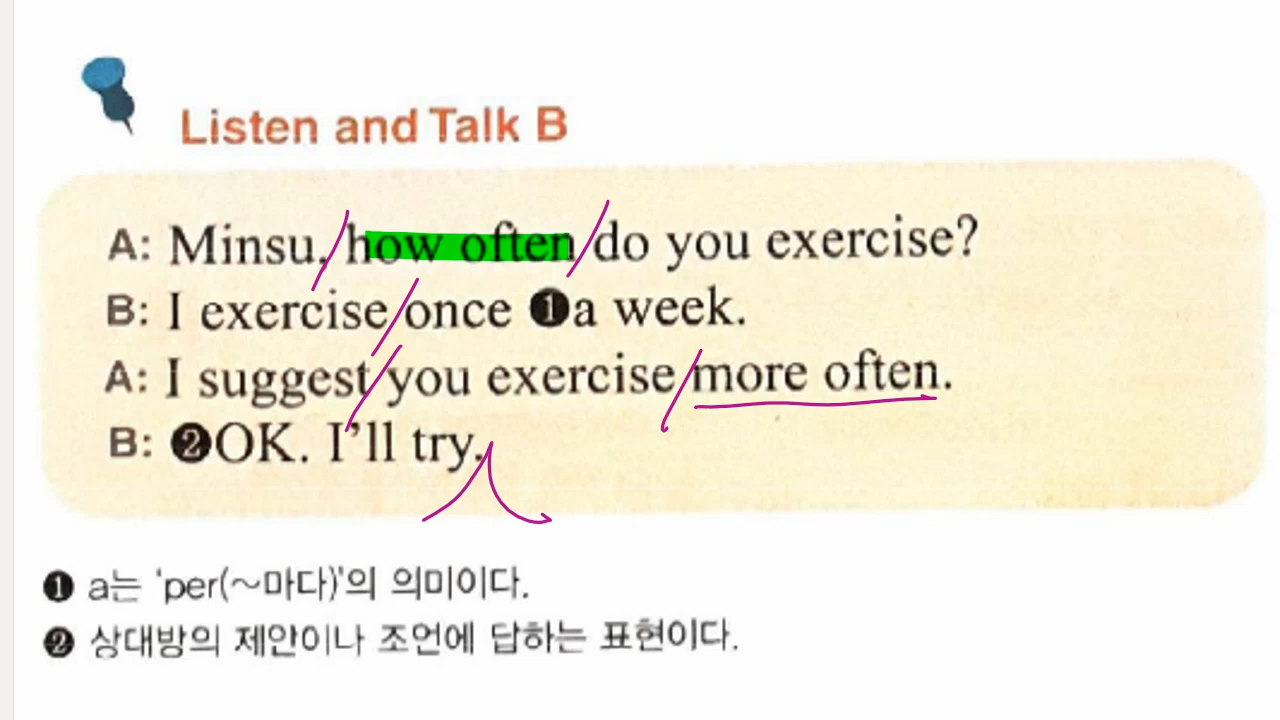 Listen and Talk B
A: Minsu, how often do you exercise?
B: I exercise once ❶a week.
A: I suggest you exercise more often.
B: ❷OK. I'll try.
❶ a는 'per(~마다)'의 의미이다.
❷ 상대방의 제안이나 조언에 답하는 표현이다.